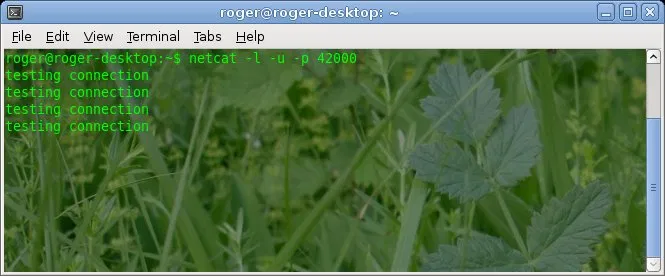 roger@roger-desktop: ~
File Edit View Terminal Tabs Help
roger@roger-desktop:~$ netcat -l -u -p 42000
testing connection
testing connection
testing connection
testing connection